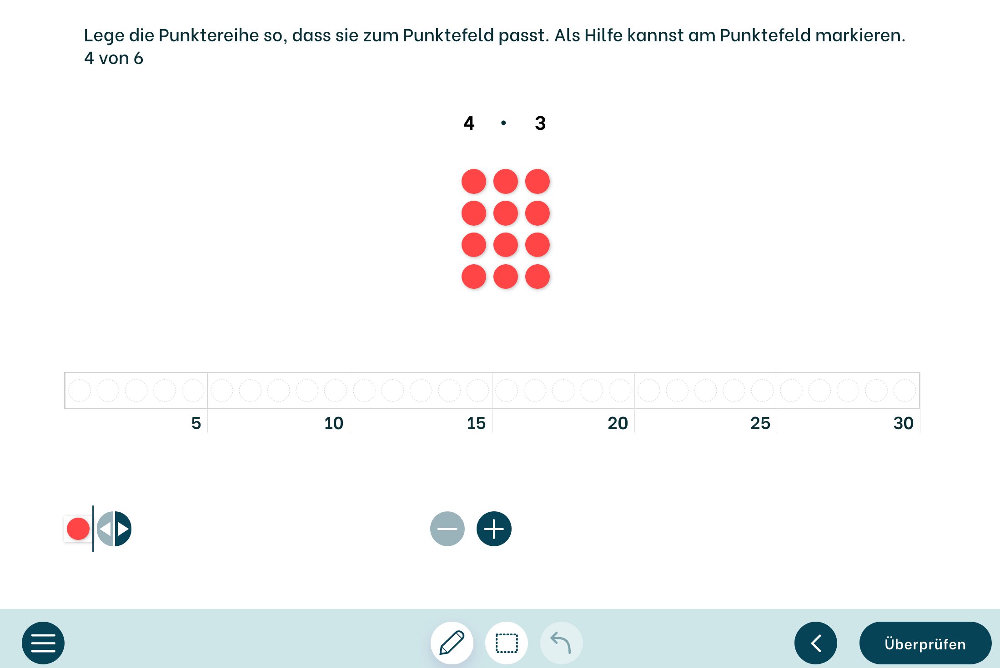 Lege die Punktereihe so, dass sie zum Punktefeld passt. Als Hilfe kannst am Punktefeld markieren.
4 von 6
4 · 3
5 10 15 20 25 30
Überprüfen